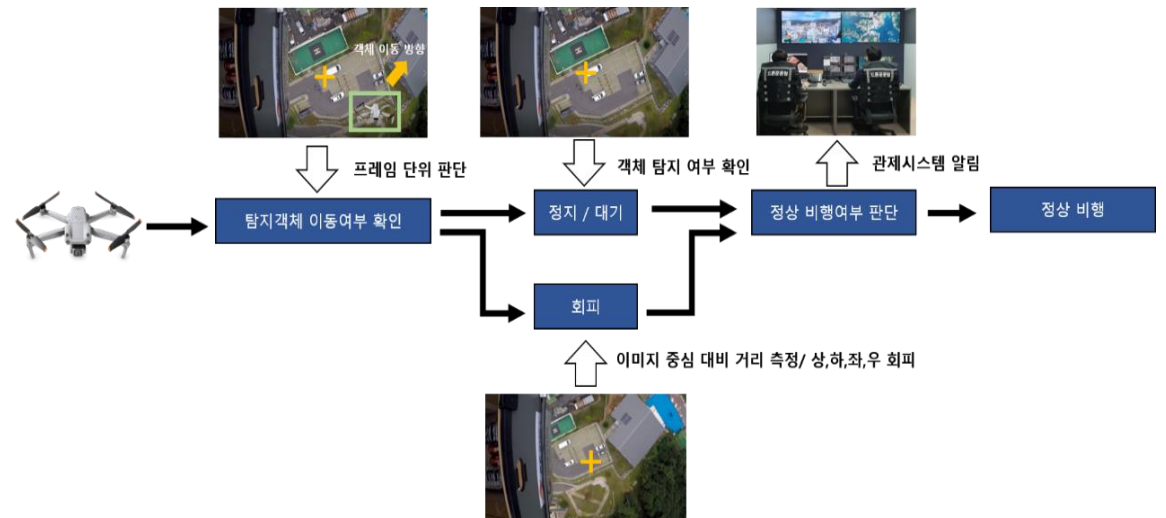 객체 이동 방향
프레임 단위 판단
객체 탐지 여부 확인
관제시스템 알림
탐지객체 이동여부 확인
정지 / 대기
정상 비행여부 판단
정상 비행
회피
이미지 중심 대비 거리 측정/ 상,하,좌,우 회피